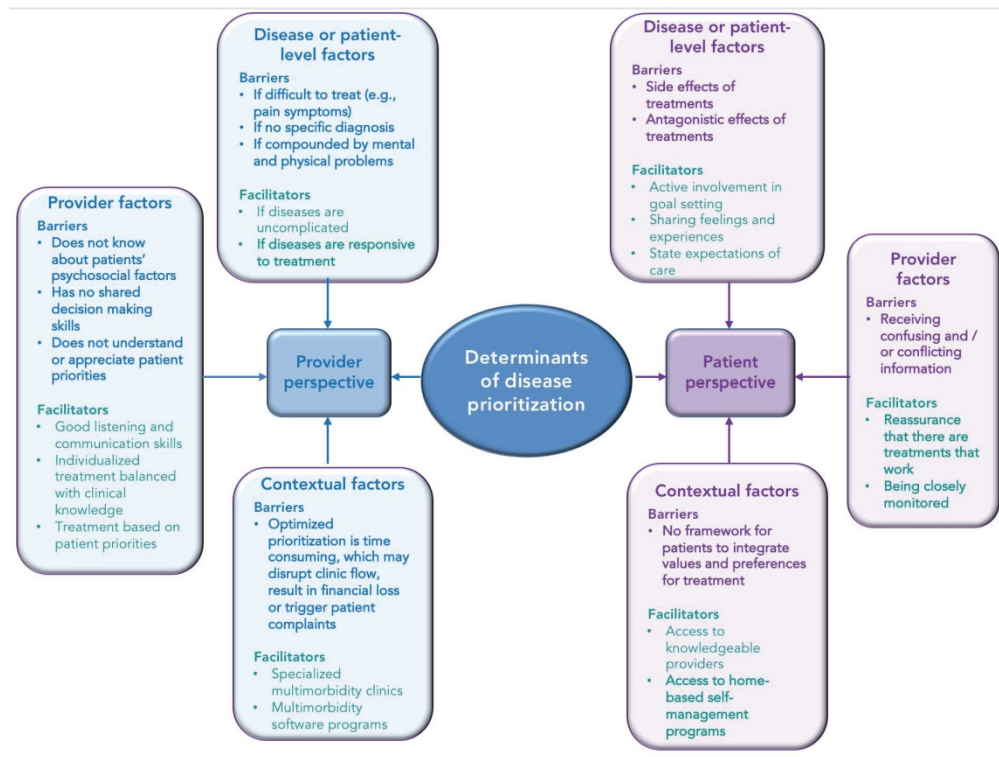 Disease or patient-
level factors
Barriers
• If difficult to treat (e.g.,
pain symptoms)
• If no specific diagnosis
• If compounded by mental
and physical problems
Facilitators
• If diseases are
uncomplicated
• If diseases are responsive
to treatment
Disease or patient-
level factors
Barriers
• Side effects of
treatments
• Antagonistic effects of
treatments
Facilitators
• Active involvement in
goal setting
• Sharing feelings and
experiences
• State expectations of
care
Provider factors
Barriers
• Does not know
about patients'
psychosocial factors
• Has no shared
decision making
skills
• Does not understand
or appreciate patient
priorities
Facilitators
• Good listening and
communication skills
• Individualized
treatment balanced
with clinical
knowledge
• Treatment based on
patient priorities
Provider
perspective
Determinants
of disease
prioritization
Patient
perspective
Provider
factors
Barriers
• Receiving
confusing and /
or conflicting
information
Facilitators
• Reassurance
that there are
treatments that
work
• Being closely
monitored
Contextual factors
Barriers
• Optimized
prioritization is time
consuming, which may
disrupt clinic flow,
result in financial loss
or trigger patient
complaints
Facilitators
• Specialized
multimorbidity clinics
• Multimorbidity
software programs
Contextual factors
Barriers
• No framework for
patients to integrate
values and preferences
for treatment
Facilitators
• Access to
knowledgeable
providers
• Access to home-
based self-
management
programs